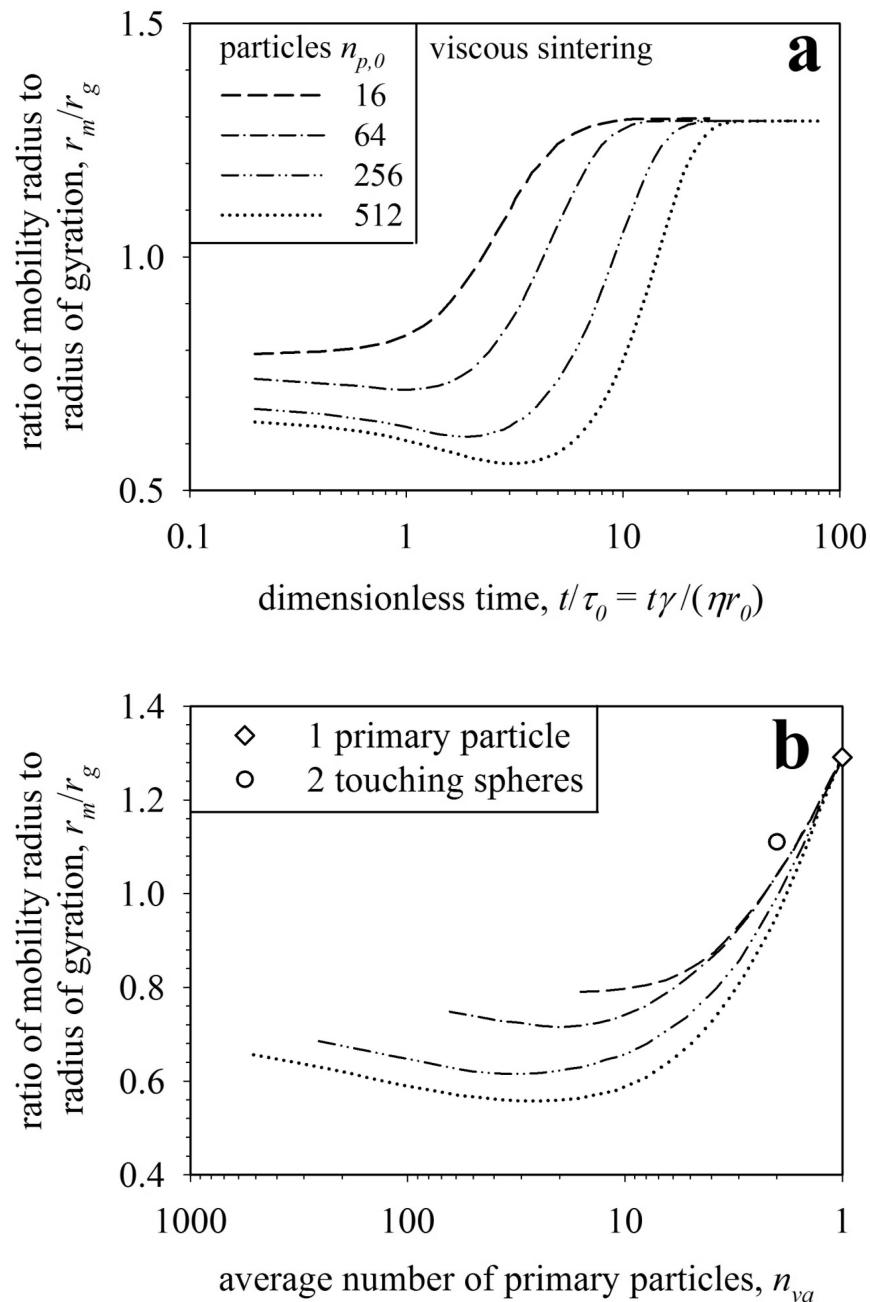 1.5
particles n_{p,0}
viscous sintering
a
16
64
256
512
1.0
0.5
0.1
1
10
100
ratio of mobility radius to
radius of gyration, r_m/r_g
dimensionless time, t/τ_0 = tγ/(ηr_0)
1.4
1 primary particle
2 touching spheres
b
1.2
1.0
0.8
0.6
0.4
1000
100
10
1
ratio of mobility radius to
radius of gyration, r_m/r_g
average number of primary particles, n_{va}